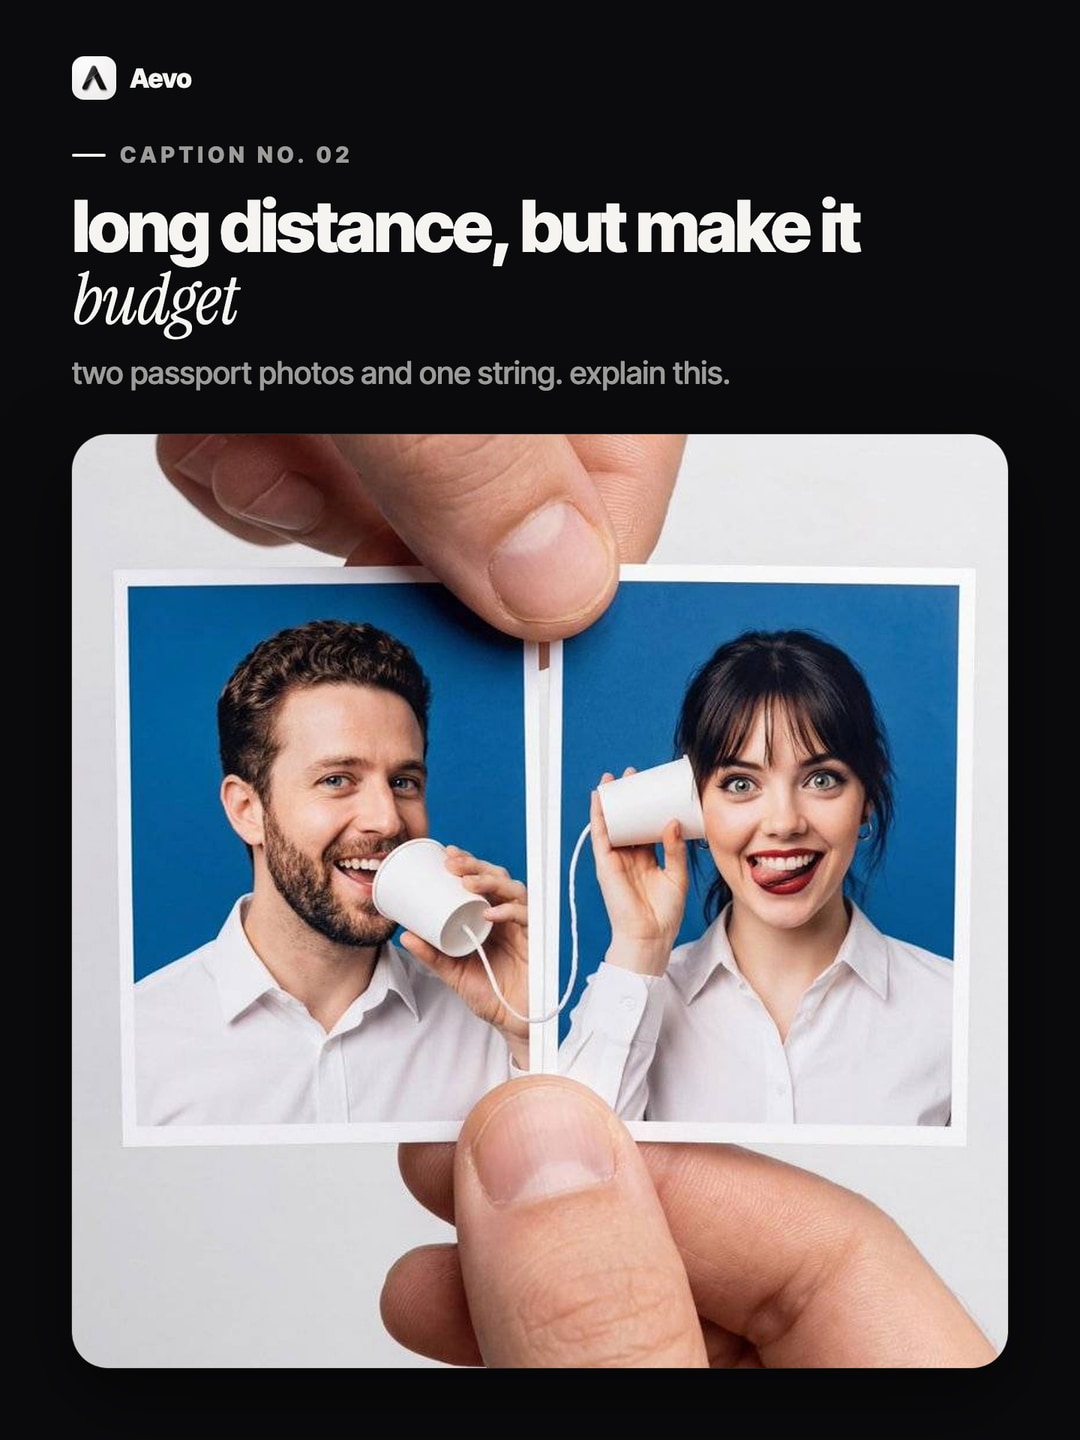 Aevo
CAPTION NO. 02
long distance, but make it
budget
two passport photos and one string. explain this.